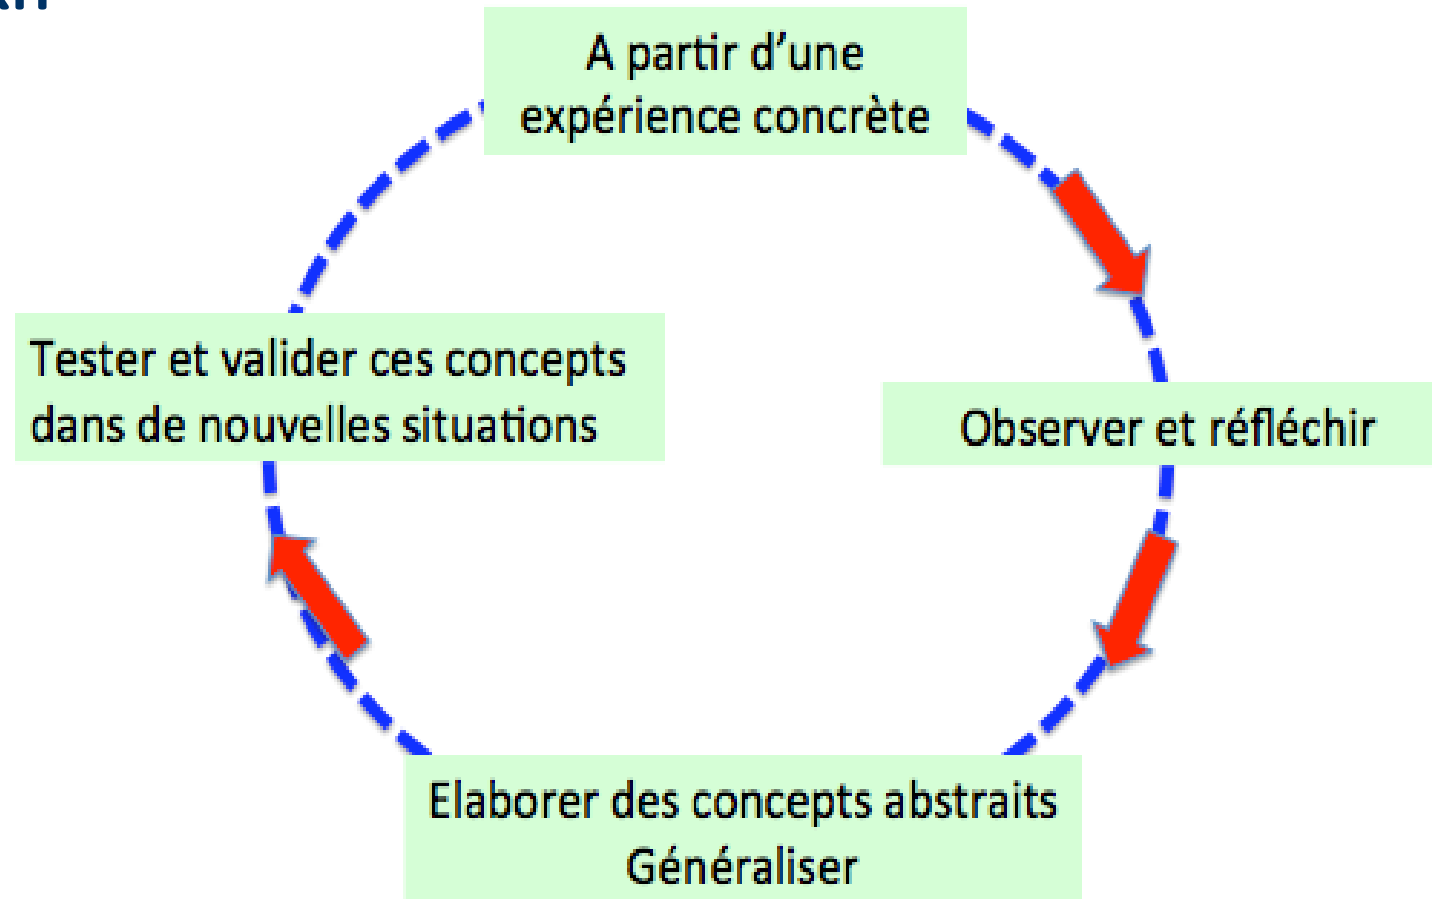 A partir d'une
expérience concrète
Tester et valider ces concepts
dans de nouvelles situations
Observer et réfléchir
Elaborer des concepts abstraits
Généraliser